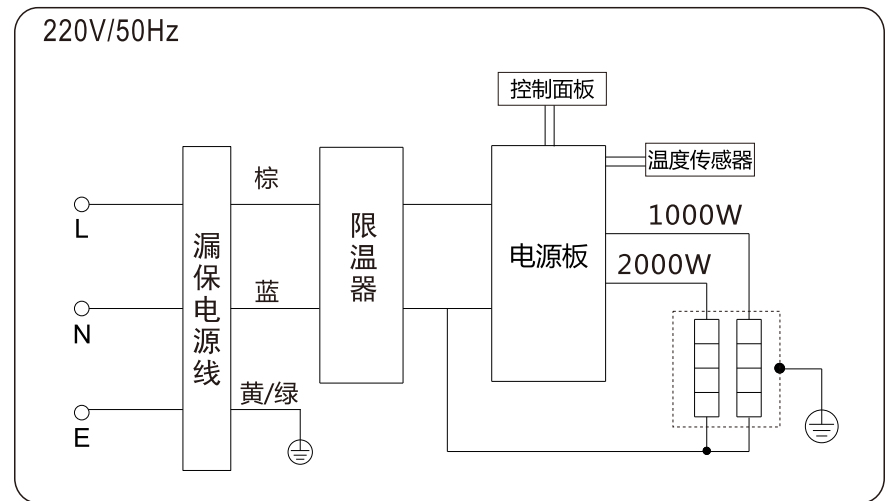 220V/50Hz
控制面板
温度传感器
棕
L
1000W
限温器
漏保电源线
电源板
2000W
蓝
N
黄/绿
E